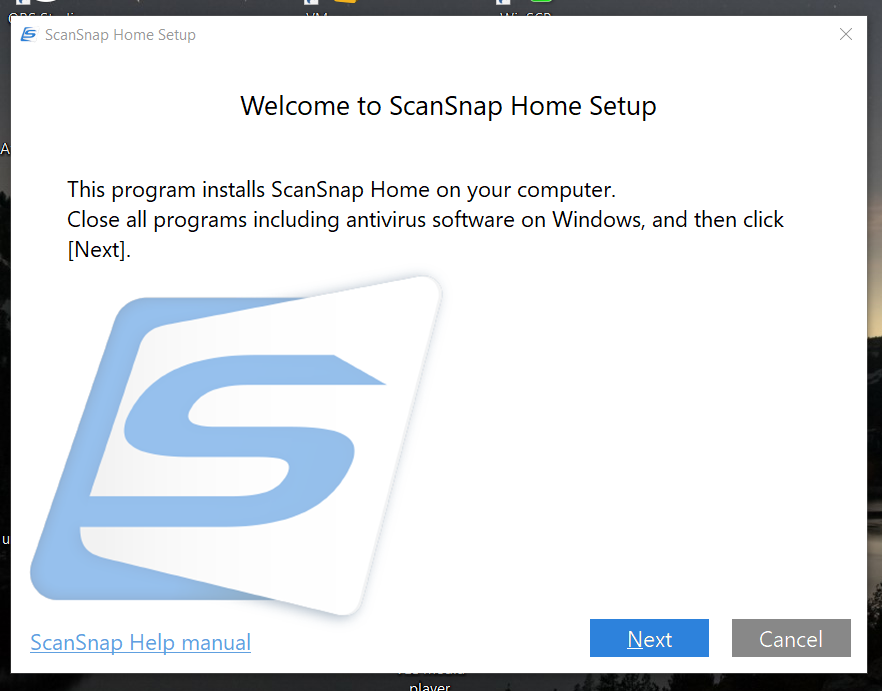 ScanSnap Home Setup
Welcome to ScanSnap Home Setup
This program installs ScanSnap Home on your computer.
Close all programs including antivirus software on Windows, and then click
[Next].
ScanSnap Help manual
Next
Cancel
player